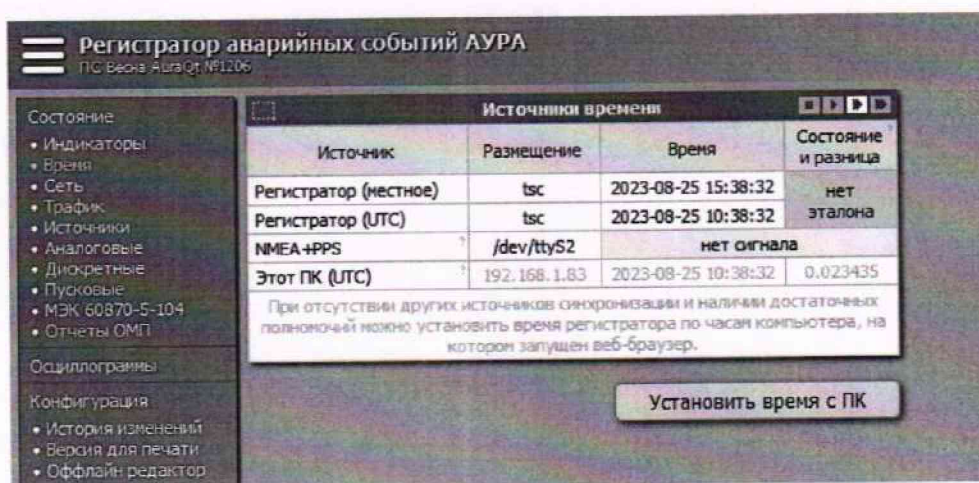 Регистратор аварийных событий АУРА
ПС Весна AuraQt №1206
Состояние
• Индикаторы
• Время
• Сеть
• Трафик
• Источники
• Аналоговые
• Дискретные
• Пусковые
• МЭК 60870-5-104
• Отчеты ОМП
Осциллограммы
Конфигурация
• История изменений
• Версия для печати
• Оффлайн редактор
Источники времени
Источник Размещение Время Состояние и разница ?
Регистратор (местное) tsc 2023-08-25 15:38:32 нет эталона
Регистратор (UTC) tsc 2023-08-25 10:38:32
NMEA+PPS ? /dev/ttyS2 нет сигнала
Этот ПК (UTC) ? 192.168.1.83 2023-08-25 10:38:32 0.023435
При отсутствии других источников синхронизации и наличии достаточных
полномочий можно установить время регистратора по часам компьютера, на
котором запущен веб-браузер.
Установить время с ПК